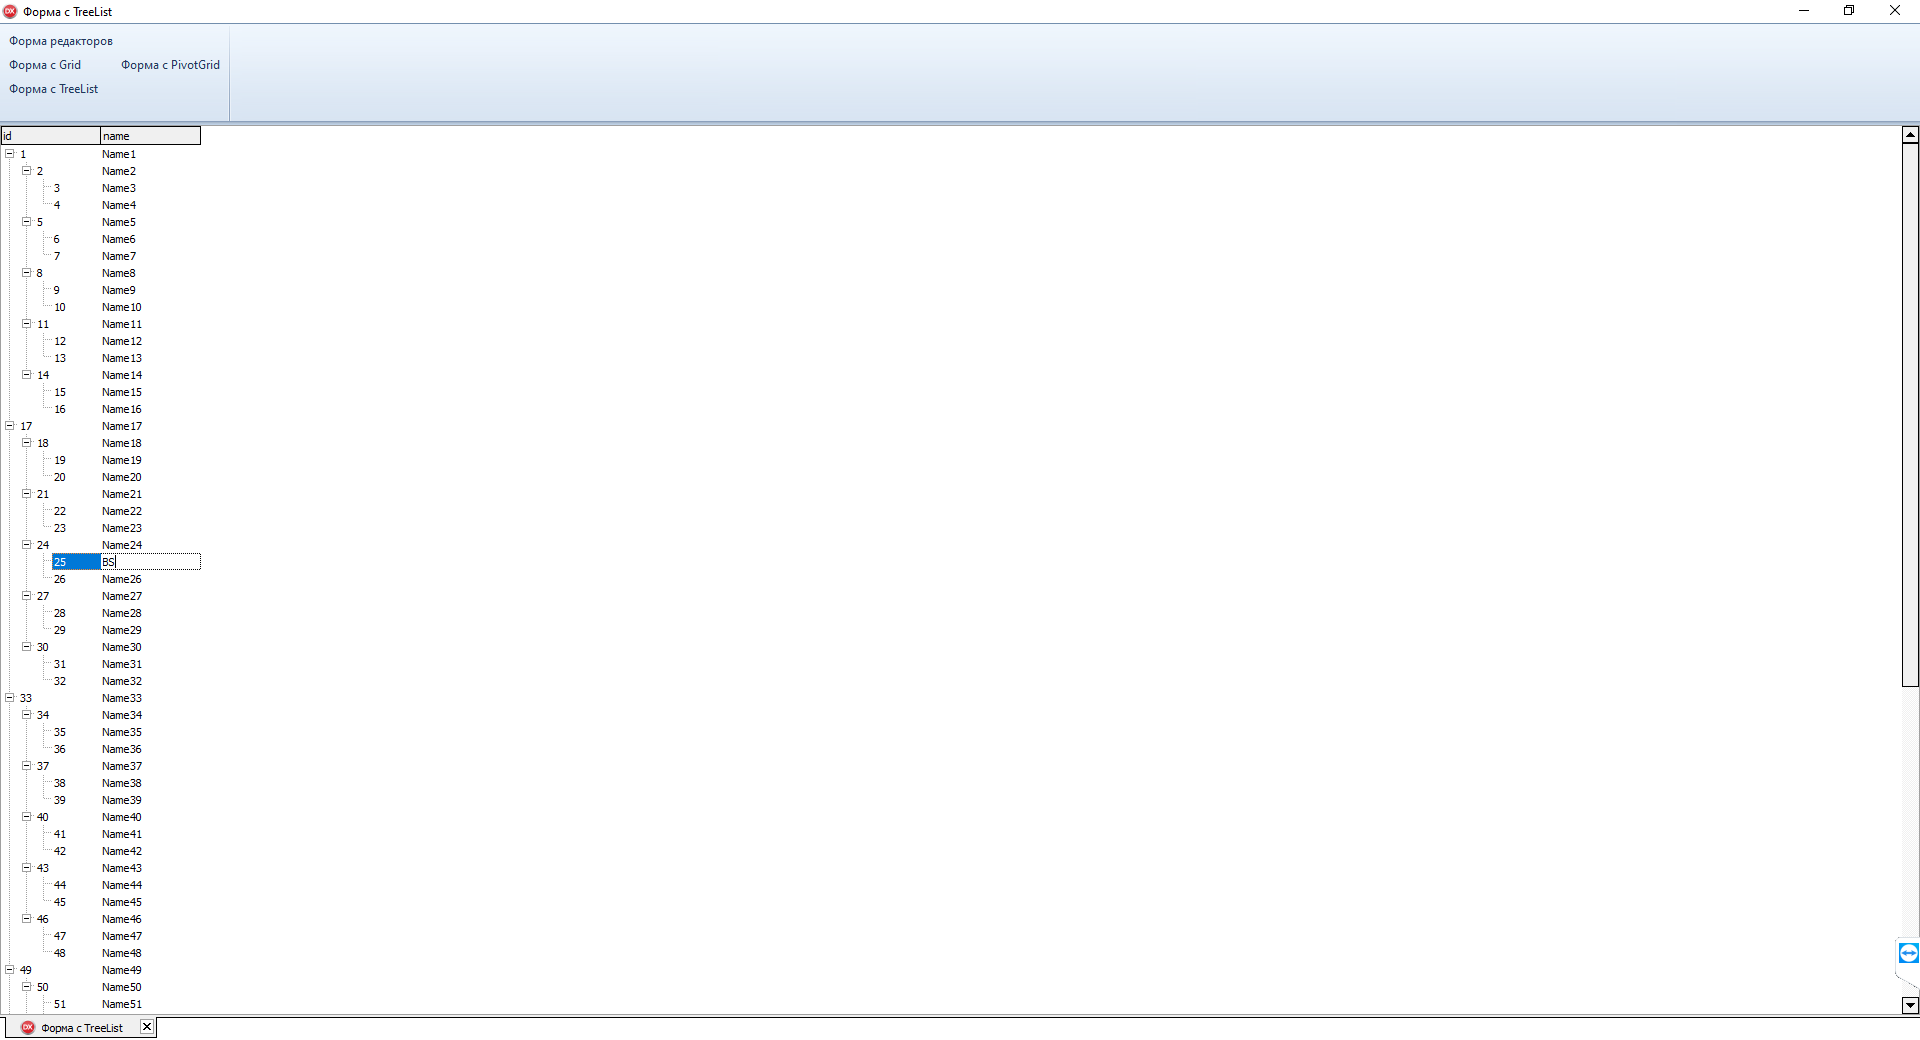 DX Форма с TreeList
Форма редакторов
Форма с Grid Форма с PivotGrid
Форма с TreeList
id name
1 Name1
2 Name2
3 Name3
4 Name4
5 Name5
6 Name6
7 Name7
8 Name8
9 Name9
10 Name10
11 Name11
12 Name12
13 Name13
14 Name14
15 Name15
16 Name16
17 Name17
18 Name18
19 Name19
20 Name20
21 Name21
22 Name22
23 Name23
24 Name24
25 BS
26 Name26
27 Name27
28 Name28
29 Name29
30 Name30
31 Name31
32 Name32
33 Name33
34 Name34
35 Name35
36 Name36
37 Name37
38 Name38
39 Name39
40 Name40
41 Name41
42 Name42
43 Name43
44 Name44
45 Name45
46 Name46
47 Name47
48 Name48
49 Name49
50 Name50
51 Name51
DX Форма с TreeList